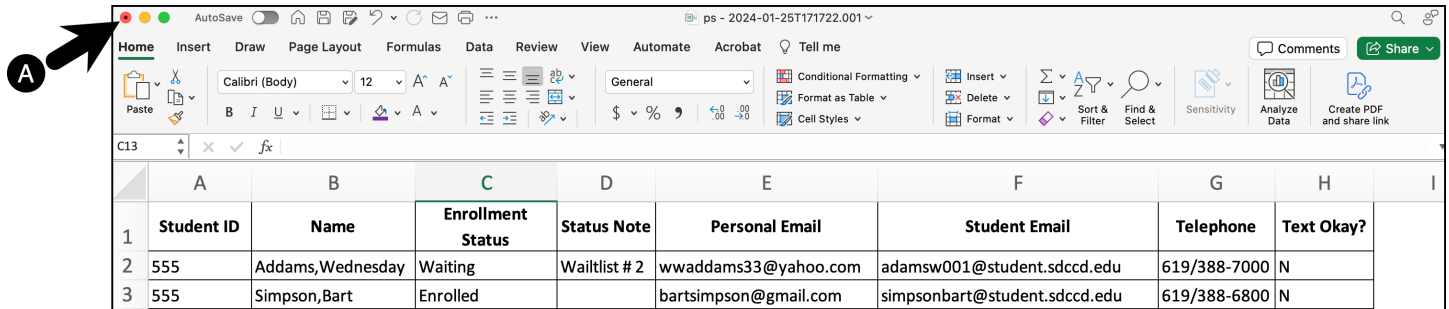 AutoSave ps - 2024-01-25T171722.001
Home Insert Draw Page Layout Formulas Data Review View Automate Acrobat Tell me Comments Share
A
Paste
Calibri (Body) 12 A^ A˅
B I U A
ab
General
$ % 9
.00 .00
Conditional Formatting
Format as Table
Cell Styles
Insert
Delete
Format
Sort & Filter
Find & Select
Sensitivity
Analyze Data
Create PDF and share link
C13 fx
A B C D E F G H I
1 Student ID Name Enrollment Status Status Note Personal Email Student Email Telephone Text Okay?
2 555 Addams,Wednesday Waiting Wailtlist # 2 wwaddams33@yahoo.com adamsw001@student.sdccd.edu 619/388-7000 N
3 555 Simpson,Bart Enrolled bartsimpson@gmail.com simpsonbart@student.sdccd.edu 619/388-6800 N